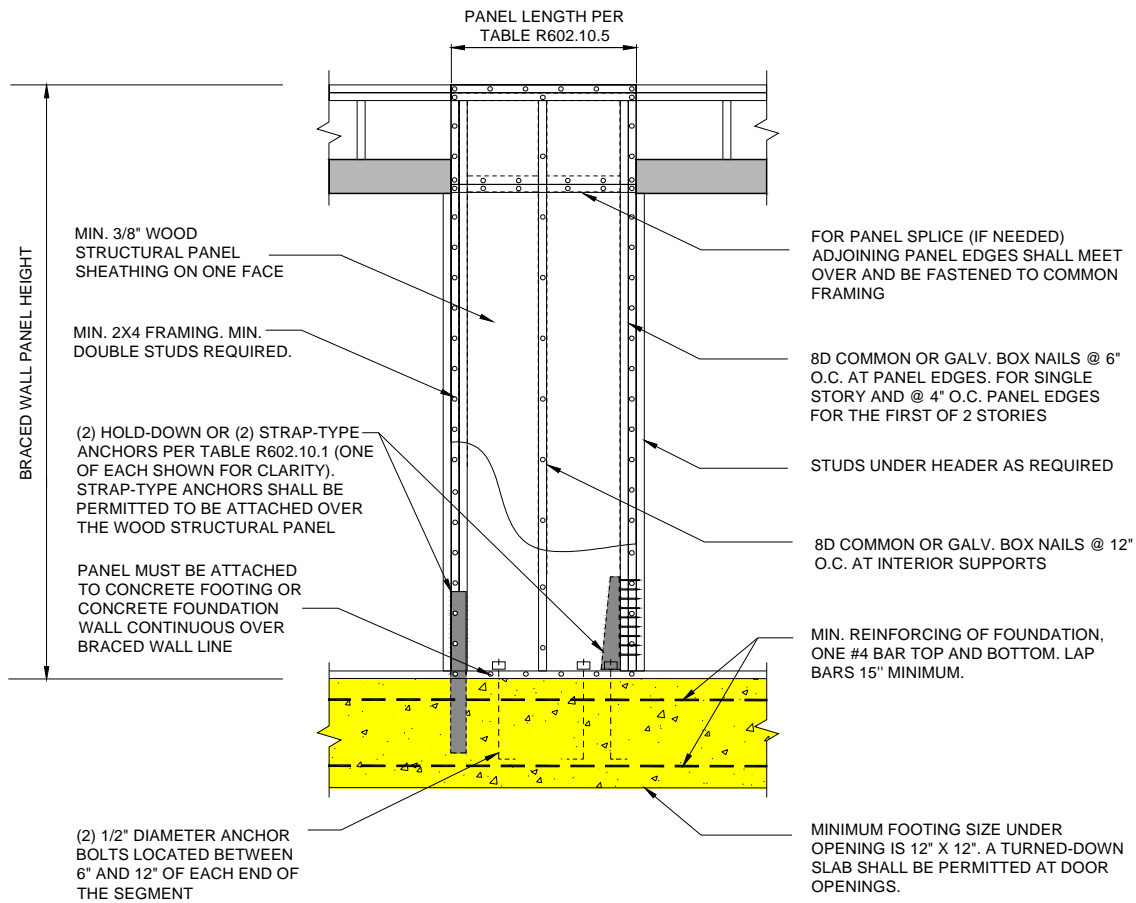 PANEL LENGTH PER
TABLE R602.10.5
BRACED WALL PANEL HEIGHT
MIN. 3/8" WOOD
STRUCTURAL PANEL
SHEATHING ON ONE FACE
MIN. 2X4 FRAMING. MIN.
DOUBLE STUDS REQUIRED.
(2) HOLD-DOWN OR (2) STRAP-TYPE
ANCHORS PER TABLE R602.10.1 (ONE
OF EACH SHOWN FOR CLARITY).
STRAP-TYPE ANCHORS SHALL BE
PERMITTED TO BE ATTACHED OVER
THE WOOD STRUCTURAL PANEL
PANEL MUST BE ATTACHED
TO CONCRETE FOOTING OR
CONCRETE FOUNDATION
WALL CONTINUOUS OVER
BRACED WALL LINE
(2) 1/2" DIAMETER ANCHOR
BOLTS LOCATED BETWEEN
6" AND 12" OF EACH END OF
THE SEGMENT
FOR PANEL SPLICE (IF NEEDED)
ADJOINING PANEL EDGES SHALL MEET
OVER AND BE FASTENED TO COMMON
FRAMING
8D COMMON OR GALV. BOX NAILS @ 6"
O.C. AT PANEL EDGES. FOR SINGLE
STORY AND @ 4" O.C. PANEL EDGES
FOR THE FIRST OF 2 STORIES
STUDS UNDER HEADER AS REQUIRED
8D COMMON OR GALV. BOX NAILS @ 12"
O.C. AT INTERIOR SUPPORTS
MIN. REINFORCING OF FOUNDATION,
ONE #4 BAR TOP AND BOTTOM. LAP
BARS 15" MINIMUM.
MINIMUM FOOTING SIZE UNDER
OPENING IS 12" X 12". A TURNED-DOWN
SLAB SHALL BE PERMITTED AT DOOR
OPENINGS.